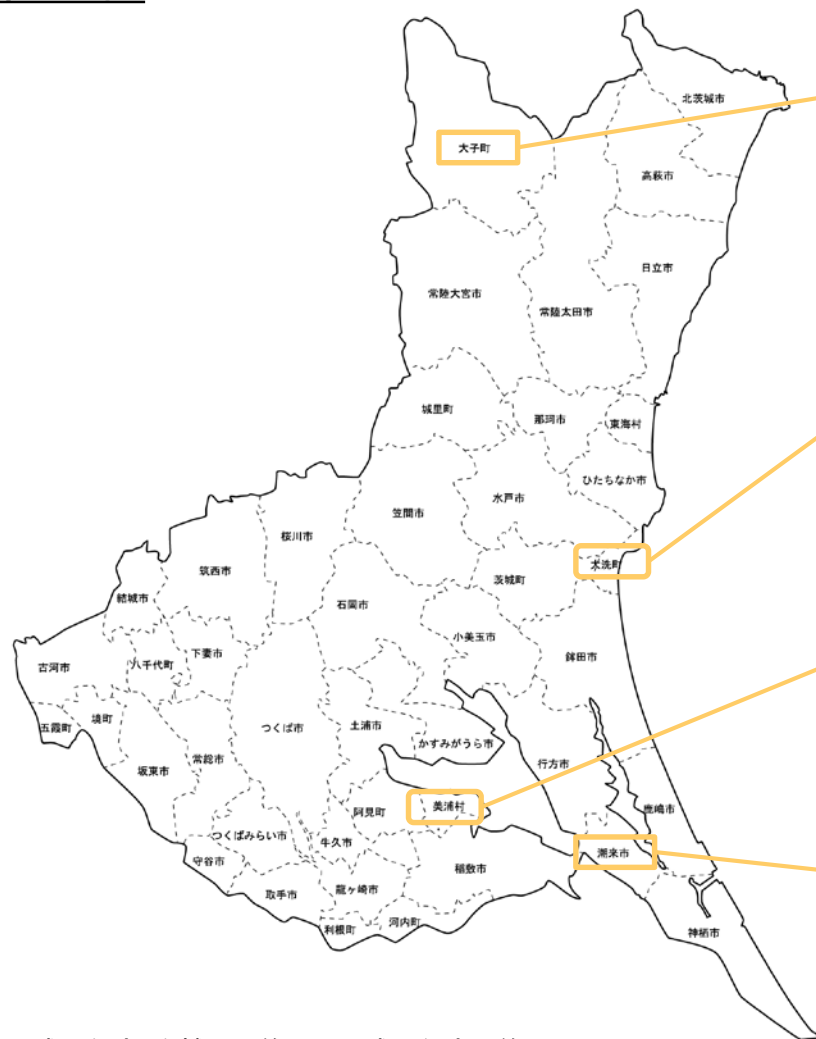 北茨城市
大子町
高萩市
日立市
常陸大宮市
常陸太田市
城里町
那珂市
東海村
ひたちなか市
水戸市
笠間市
桜川市
大洗町
筑西市
茨城町
結城市
石岡市
小美玉市
下妻市
鉾田市
八千代町
古河市
境町
五霞町
つくば市
土浦市
かすみがうら市
常総市
行方市
坂東市
美浦村
鹿嶋市
阿見町
つくばみらい市
牛久市
潮来市
守谷市
稲敷市
取手市
龍ヶ崎市
河内町
利根町
神栖市